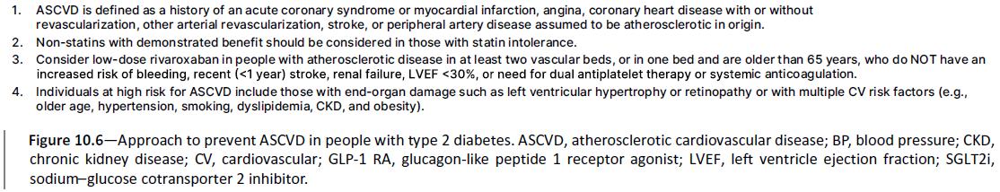 1. ASCVD is defined as a history of an acute coronary syndrome or myocardial infarction, angina, coronary heart disease with or without
revascularization, other arterial revascularization, stroke, or peripheral artery disease assumed to be atherosclerotic in origin.
2. Non-statins with demonstrated benefit should be considered in those with statin intolerance.
3. Consider low-dose rivaroxaban in people with atherosclerotic disease in at least two vascular beds, or in one bed and are older than 65 years, who do NOT have an
increased risk of bleeding, recent (<1 year) stroke, renal failure, LVEF <30%, or need for dual antiplatelet therapy or systemic anticoagulation.
4. Individuals at high risk for ASCVD include those with end-organ damage such as left ventricular hypertrophy or retinopathy or with multiple CV risk factors (e.g.,
older age, hypertension, smoking, dyslipidemia, CKD, and obesity).
Figure 10.6—Approach to prevent ASCVD in people with type 2 diabetes. ASCVD, atherosclerotic cardiovascular disease; BP, blood pressure; CKD,
chronic kidney disease; CV, cardiovascular; GLP-1 RA, glucagon-like peptide 1 receptor agonist; LVEF, left ventricle ejection fraction; SGLT2i,
sodium–glucose cotransporter 2 inhibitor.